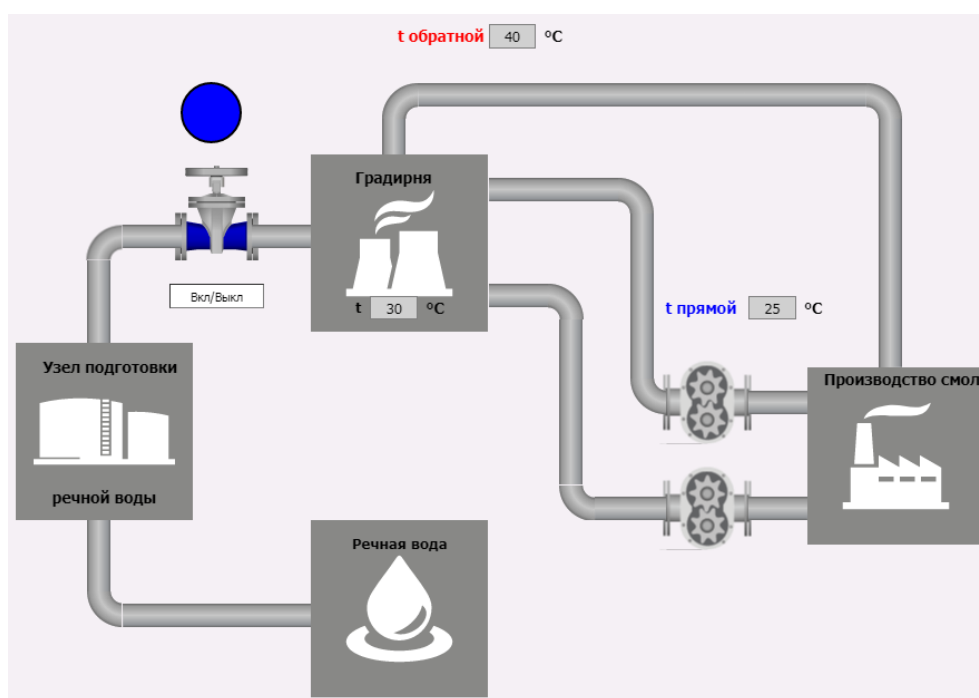 t обратной 40 °C
Градирня
Вкл/Выкл
t 30 °C
t прямой 25 °C
Узел подготовки
Производство смол
речной воды
Речная вода